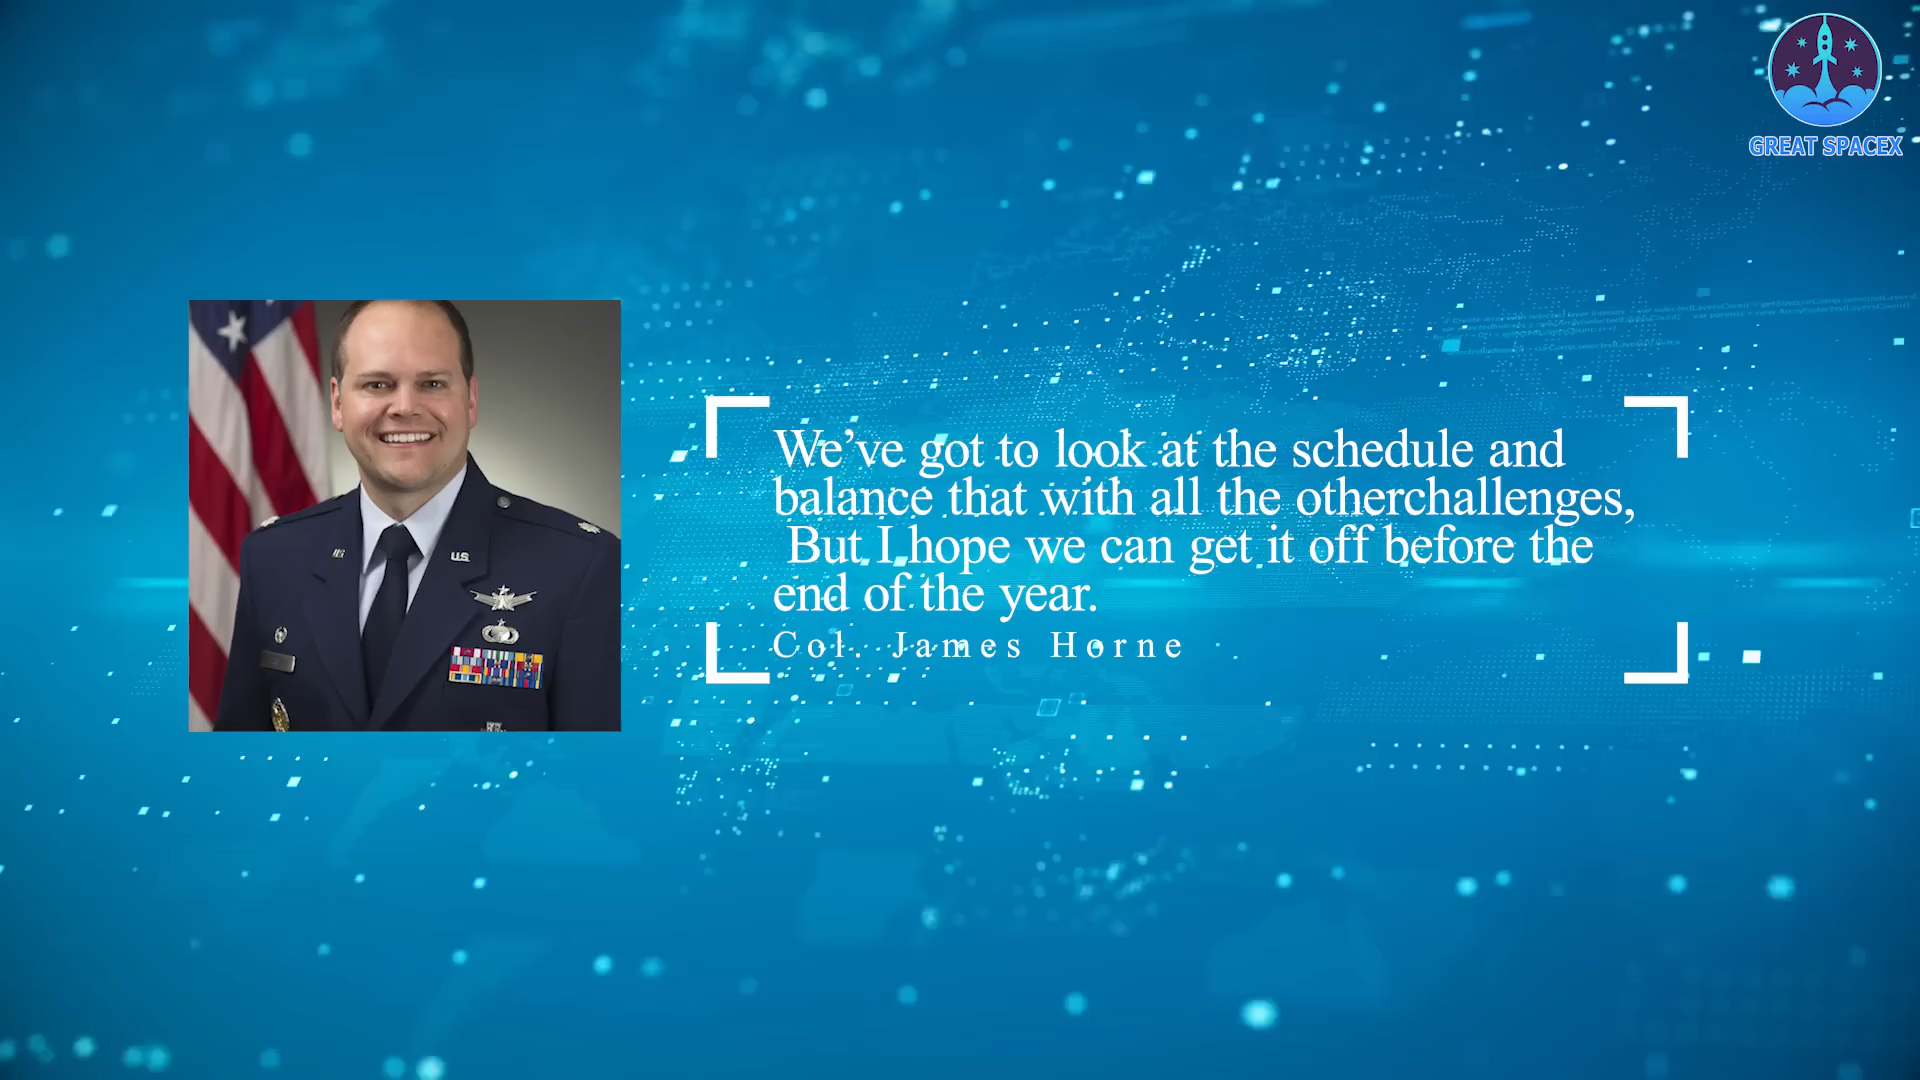 GREAT SPACEX
We've got to look at the schedule and
balance that with all the otherchallenges,
But I hope we can get it off before the
end of the year.
Col. James Horne
U.S.